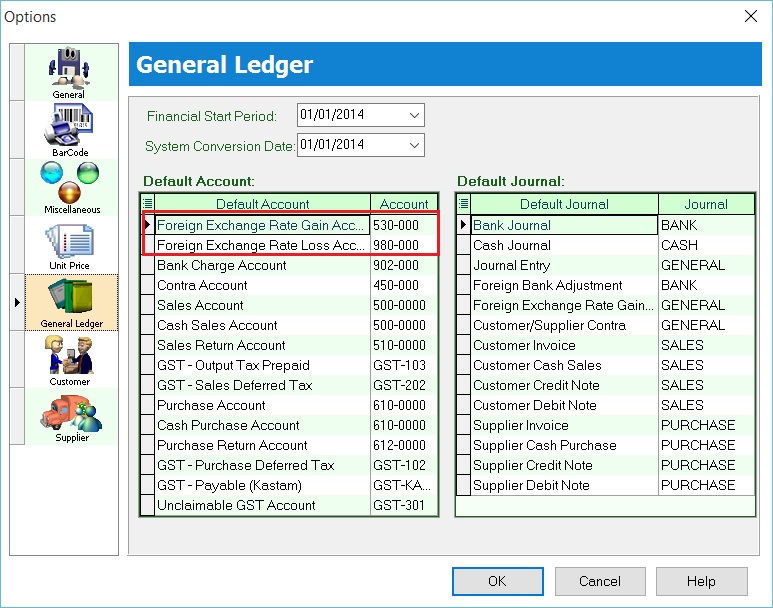 Options
General
BarCode
Miscellaneous
Unit Price
General Ledger
Customer
Supplier
General Ledger
Financial Start Period: 01/01/2014
System Conversion Date: 01/01/2014
Default Account:
Default Account Account
Foreign Exchange Rate Gain Acc... 530-000
Foreign Exchange Rate Loss Acc... 980-000
Bank Charge Account 902-000
Contra Account 450-000
Sales Account 500-0000
Cash Sales Account 500-0000
Sales Return Account 510-0000
GST - Output Tax Prepaid GST-103
GST - Sales Deferred Tax GST-202
Purchase Account 610-0000
Cash Purchase Account 610-0000
Purchase Return Account 612-0000
GST - Purchase Deferred Tax GST-102
GST - Payable (Kastam) GST-KA...
Unclaimable GST Account GST-301
Default Journal:
Default Journal Journal
Bank Journal BANK
Cash Journal CASH
Journal Entry GENERAL
Foreign Bank Adjustment BANK
Foreign Exchange Rate Gain... GENERAL
Customer/Supplier Contra GENERAL
Customer Invoice SALES
Customer Cash Sales SALES
Customer Credit Note SALES
Customer Debit Note SALES
Supplier Invoice PURCHASE
Supplier Cash Purchase PURCHASE
Supplier Credit Note PURCHASE
Supplier Debit Note PURCHASE
OK Cancel Help